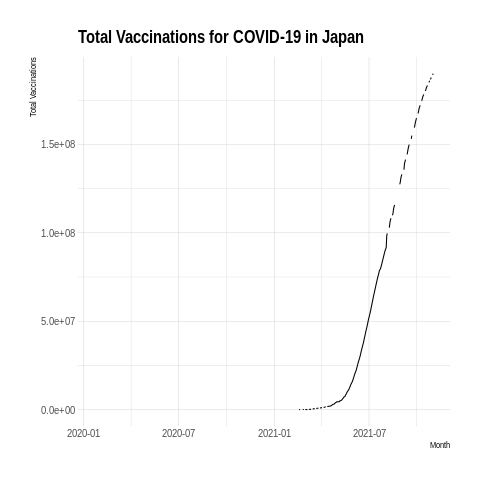 Total Vaccinations for COVID-19 in Japan
Total Vaccinations
1.5e+08
1.0e+08
5.0e+07
0.0e+00
2020-01 2020-07 2021-01 2021-07
Month